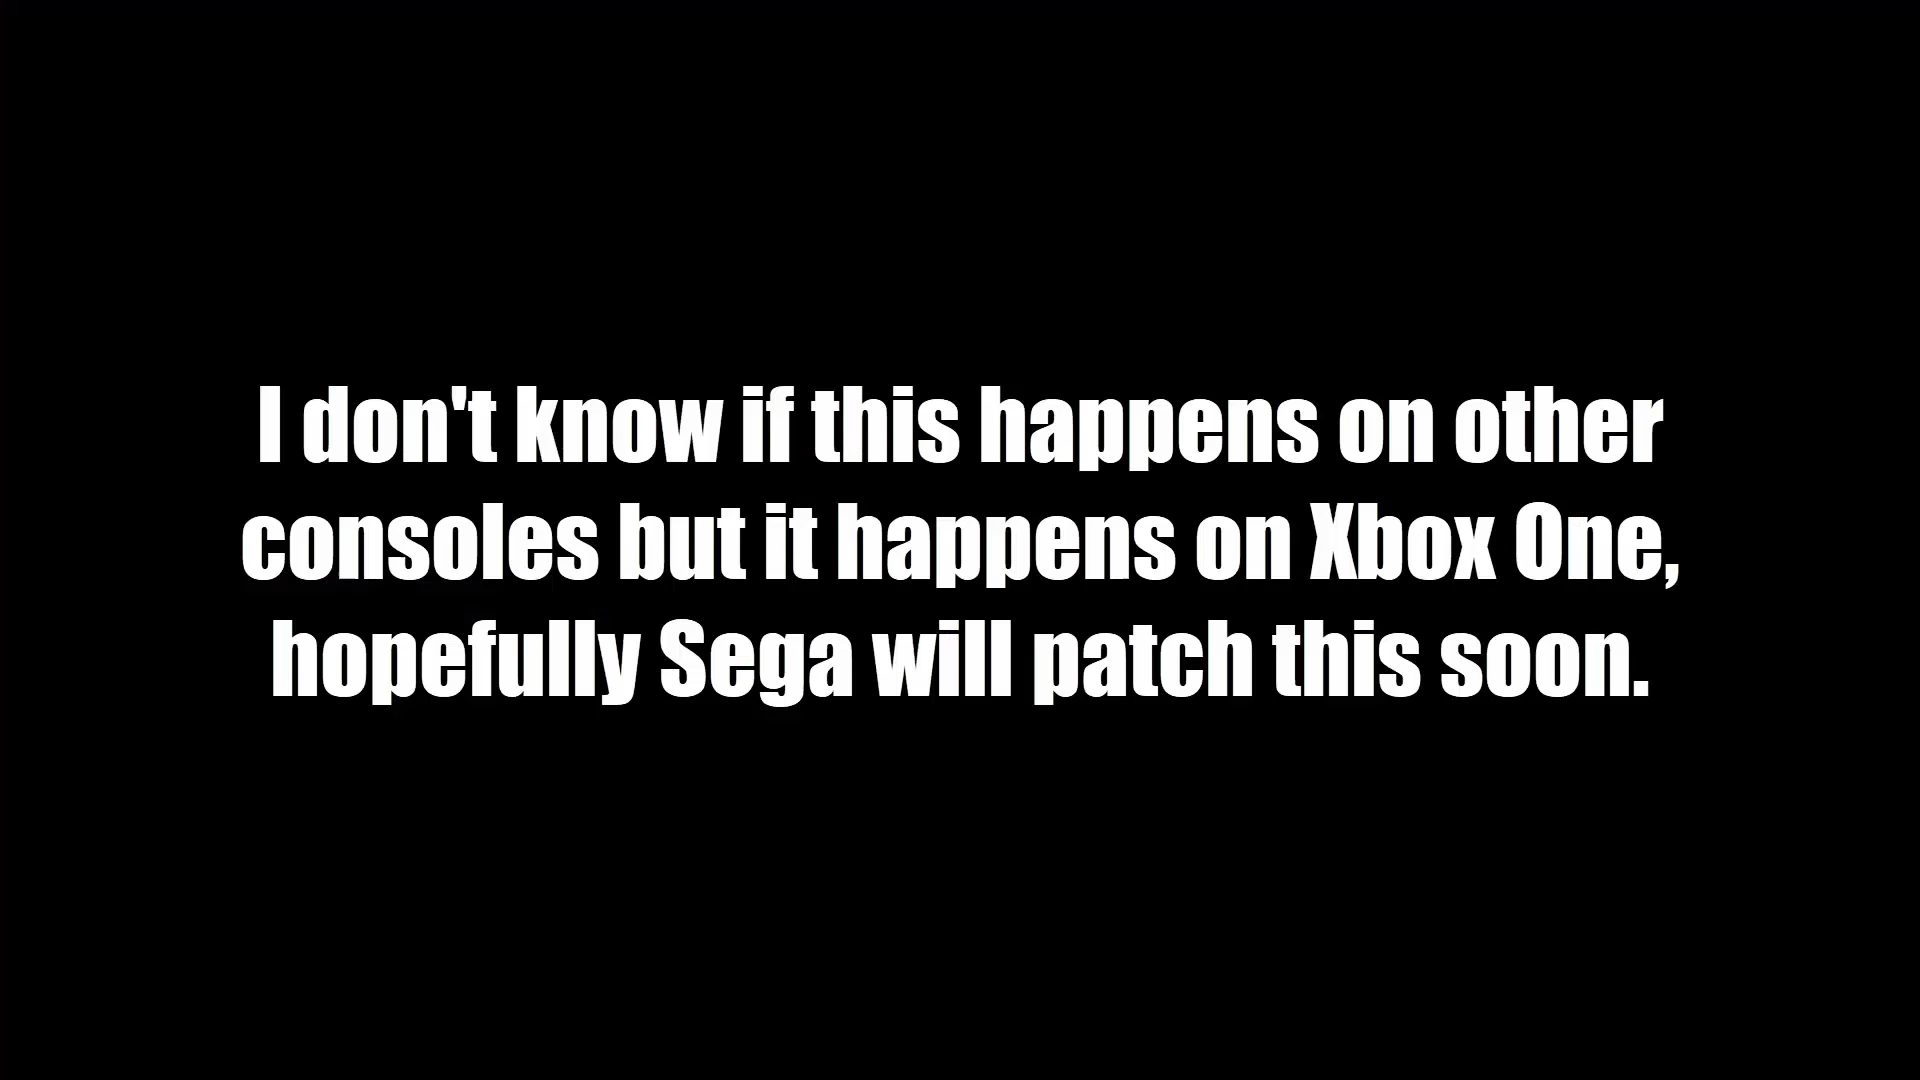 I don't know if this happens on other
consoles but it happens on Xbox One,
hopefully Sega will patch this soon.